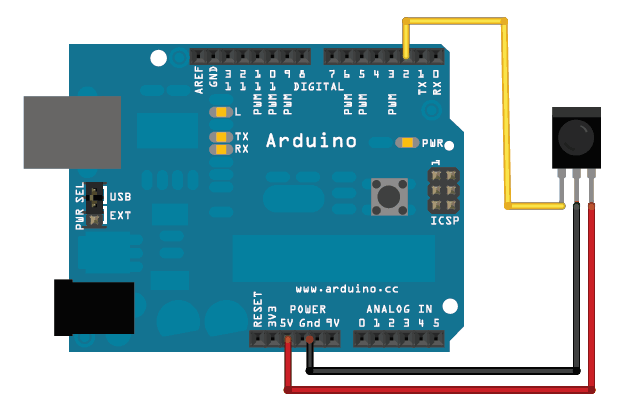 AREF
GND
13
12
11 PWM
10 PWM
9 PWM
8
7
6 PWM
5 PWM
4
3 PWM
2
TX 1
RX 0
DIGITAL
L
TX
RX
Arduino
PWR
1
ICSP
PWR SEL
USB
EXT
www.arduino.cc
POWER
RESET
3V3
5V Gnd 9V
ANALOG IN
0 1 2 3 4 5